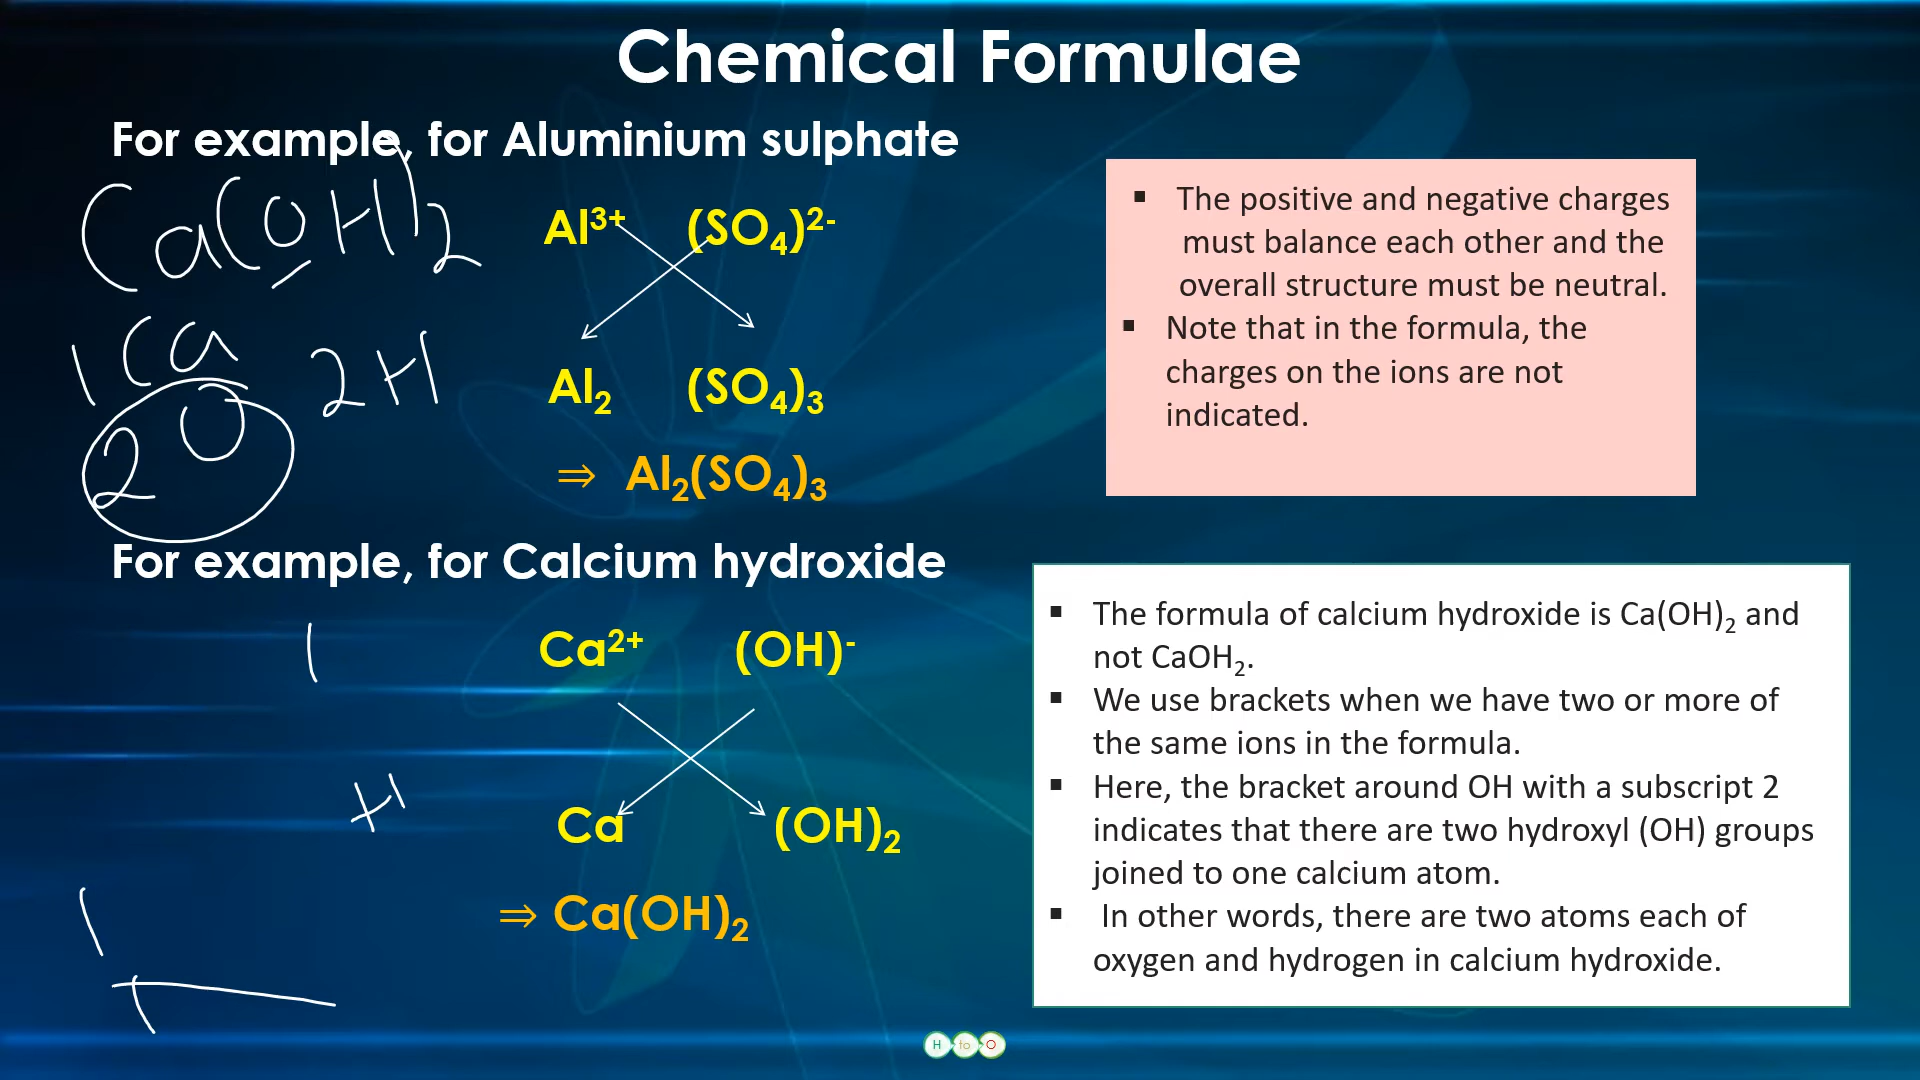 Chemical Formulae
For example, for Aluminium sulphate
Ca(OH)2
1 Ca
2 O 2H
Al³⁺ (SO₄)²⁻
Al₂ (SO₄)₃
⇒ Al₂(SO₄)₃
▪ The positive and negative charges
must balance each other and the
overall structure must be neutral.
▪ Note that in the formula, the
charges on the ions are not
indicated.
For example, for Calcium hydroxide
Ca²⁺ (OH)⁻
Ca (OH)₂
⇒ Ca(OH)₂
▪ The formula of calcium hydroxide is Ca(OH)₂ and
not CaOH₂.
▪ We use brackets when we have two or more of
the same ions in the formula.
▪ Here, the bracket around OH with a subscript 2
indicates that there are two hydroxyl (OH) groups
joined to one calcium atom.
▪ In other words, there are two atoms each of
oxygen and hydrogen in calcium hydroxide.
H fo O